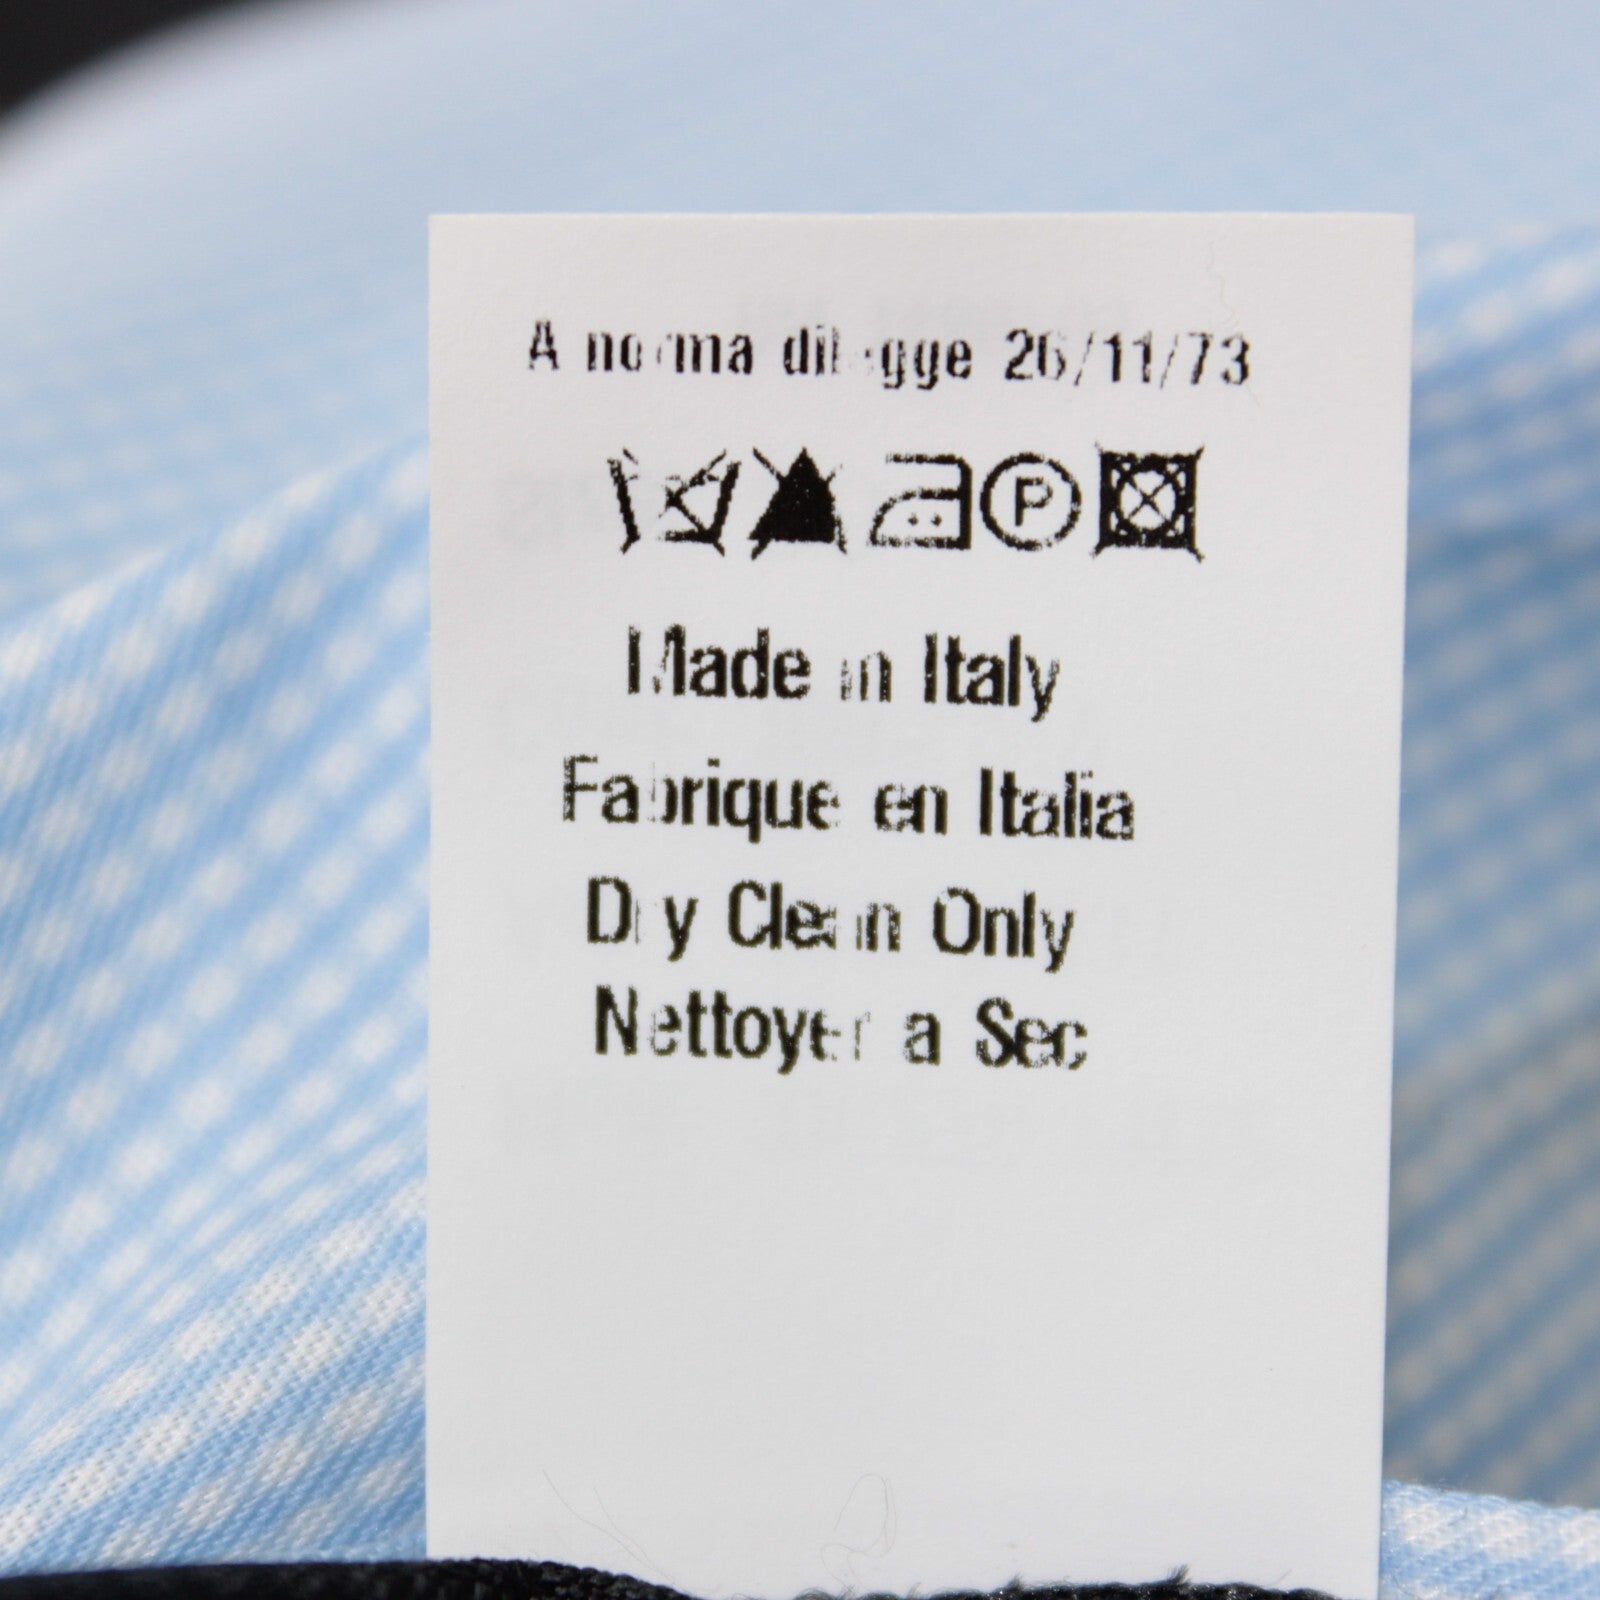 A norma di legge 26/11/73
P
Made in Italy
Fabrique en Italia
Dry Clean Only
Nettoyer a Sec